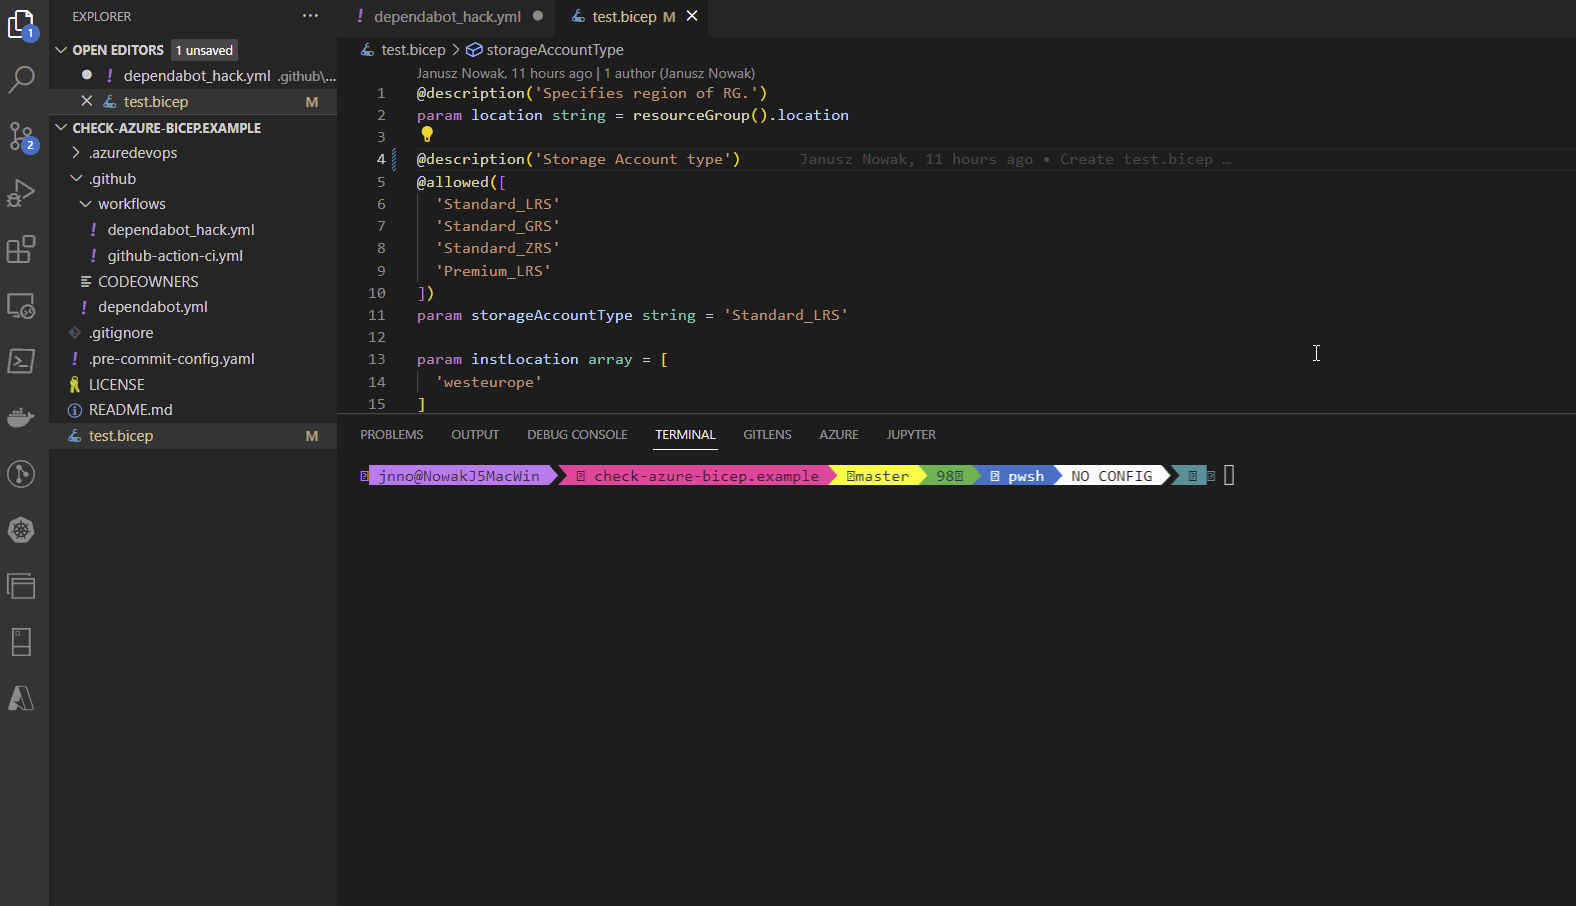 EXPLORER ···
1
2
OPEN EDITORS 1 unsaved
dependabot_hack.yml .github\...
test.bicep M
CHECK-AZURE-BICEP.EXAMPLE
.azuredevops
.github
workflows
! dependabot_hack.yml
! github-action-ci.yml
CODEOWNERS
! dependabot.yml
.gitignore
! .pre-commit-config.yaml
LICENSE
README.md
test.bicep M
! dependabot_hack.yml
test.bicep M
test.bicep > storageAccountType
Janusz Nowak, 11 hours ago | 1 author (Janusz Nowak)
1 @description('Specifies region of RG.')
2 param location string = resourceGroup().location
3
4 @description('Storage Account type') Janusz Nowak, 11 hours ago • Create test.bicep …
5 @allowed([
6 'Standard_LRS'
7 'Standard_GRS'
8 'Standard_ZRS'
9 'Premium_LRS'
10 ])
11 param storageAccountType string = 'Standard_LRS'
12
13 param instLocation array = [
14 'westeurope'
15 ]
PROBLEMS OUTPUT DEBUG CONSOLE TERMINAL GITLENS AZURE JUPYTER
jnno@NowakJ5MacWin check-azure-bicep.example master 98 pwsh NO CONFIG